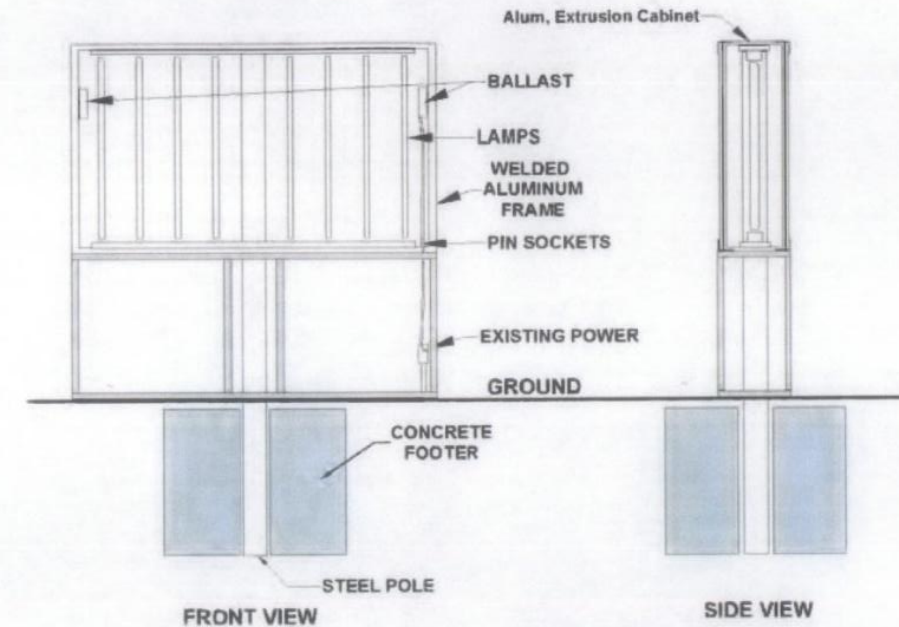 Alum, Extrusion Cabinet
BALLAST
LAMPS
WELDED
ALUMINUM
FRAME
PIN SOCKETS
EXISTING POWER
GROUND
CONCRETE
FOOTER
STEEL POLE
FRONT VIEW
SIDE VIEW